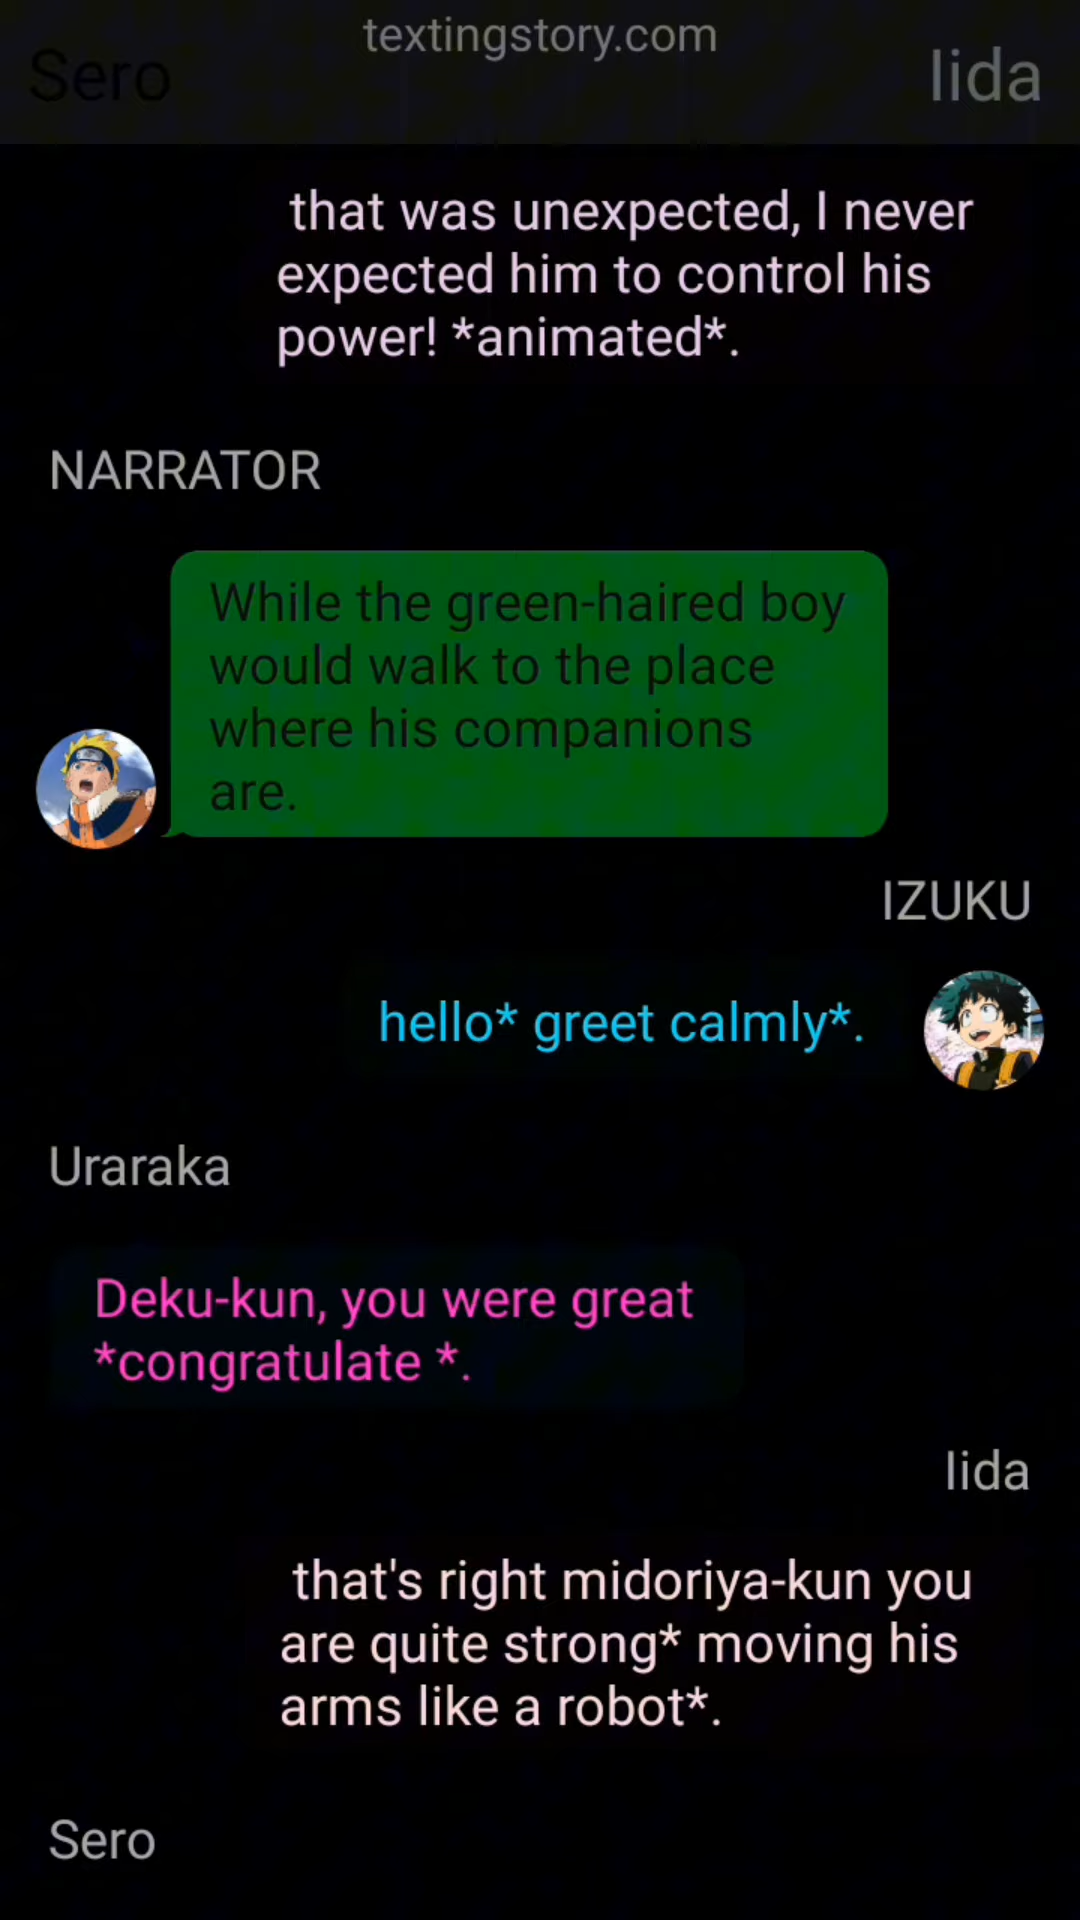 textingstory.com
Sero
Iida
that was unexpected, I never
expected him to control his
power! *animated*.
NARRATOR
While the green-haired boy
would walk to the place
where his companions
are.
IZUKU
hello* greet calmly*.
Uraraka
Deku-kun, you were great
*congratulate *.
Iida
that's right midoriya-kun you
are quite strong* moving his
arms like a robot*.
Sero